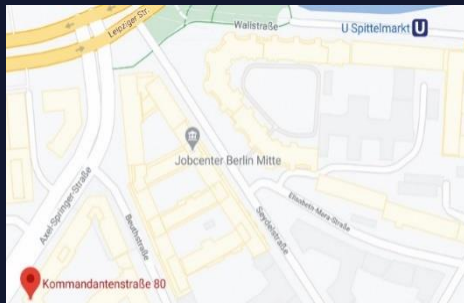 Wallstraße
U Spittelmarkt U
Leipziger Str.
Jobcenter Berlin Mitte
Axel-Springer-Straße
Beuthstraße
Seydelstraße
Elisabeth-Mara-Straße
Kommandantenstraße 80